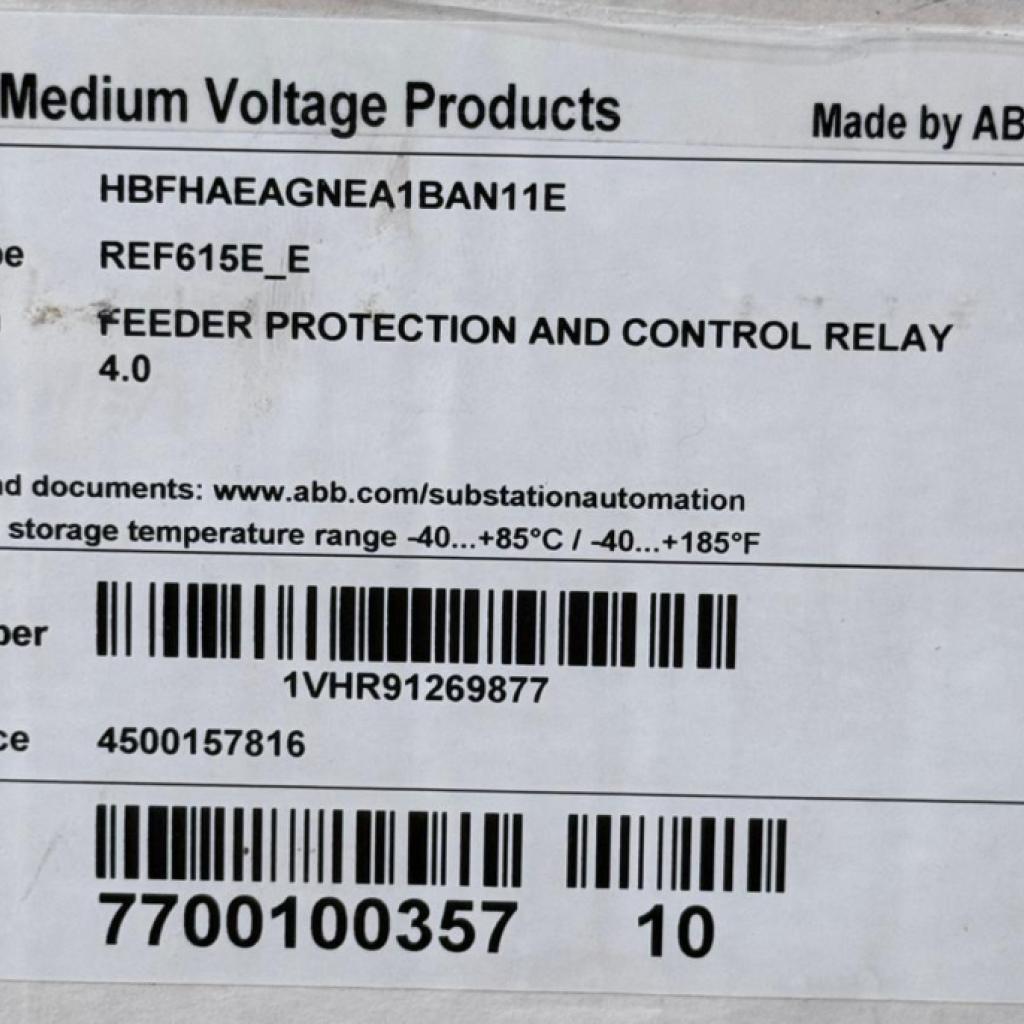 Medium Voltage Products Made by AB
HBFHAEAGNEA1BAN11E
pe REF615E_E
FEEDER PROTECTION AND CONTROL RELAY
4.0
nd documents: www.abb.com/substationautomation
storage temperature range -40...+85°C / -40...+185°F
ber
1VHR91269877
ce 4500157816
7700100357 10